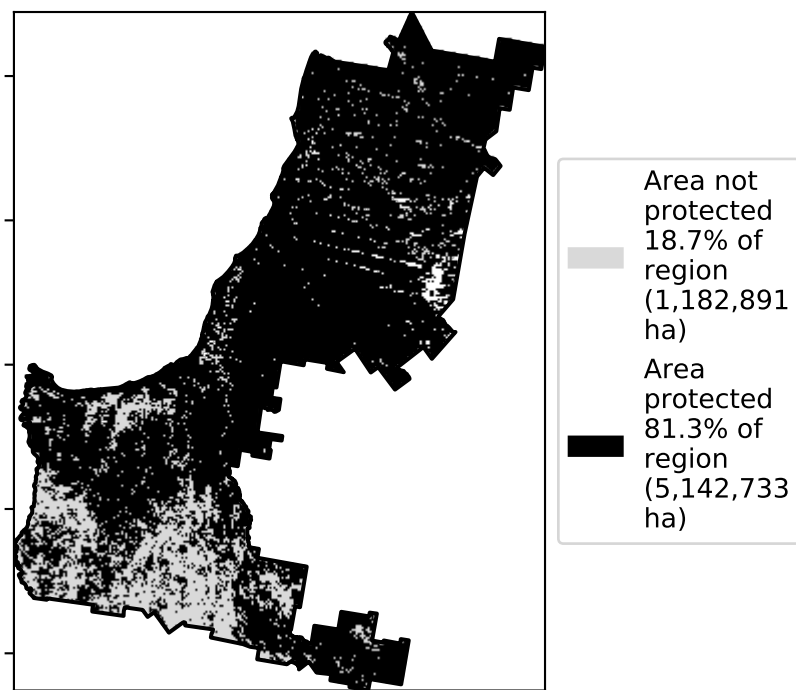 Area not
protected
18.7% of
region
(1,182,891
ha)
Area
protected
81.3% of
region
(5,142,733
ha)